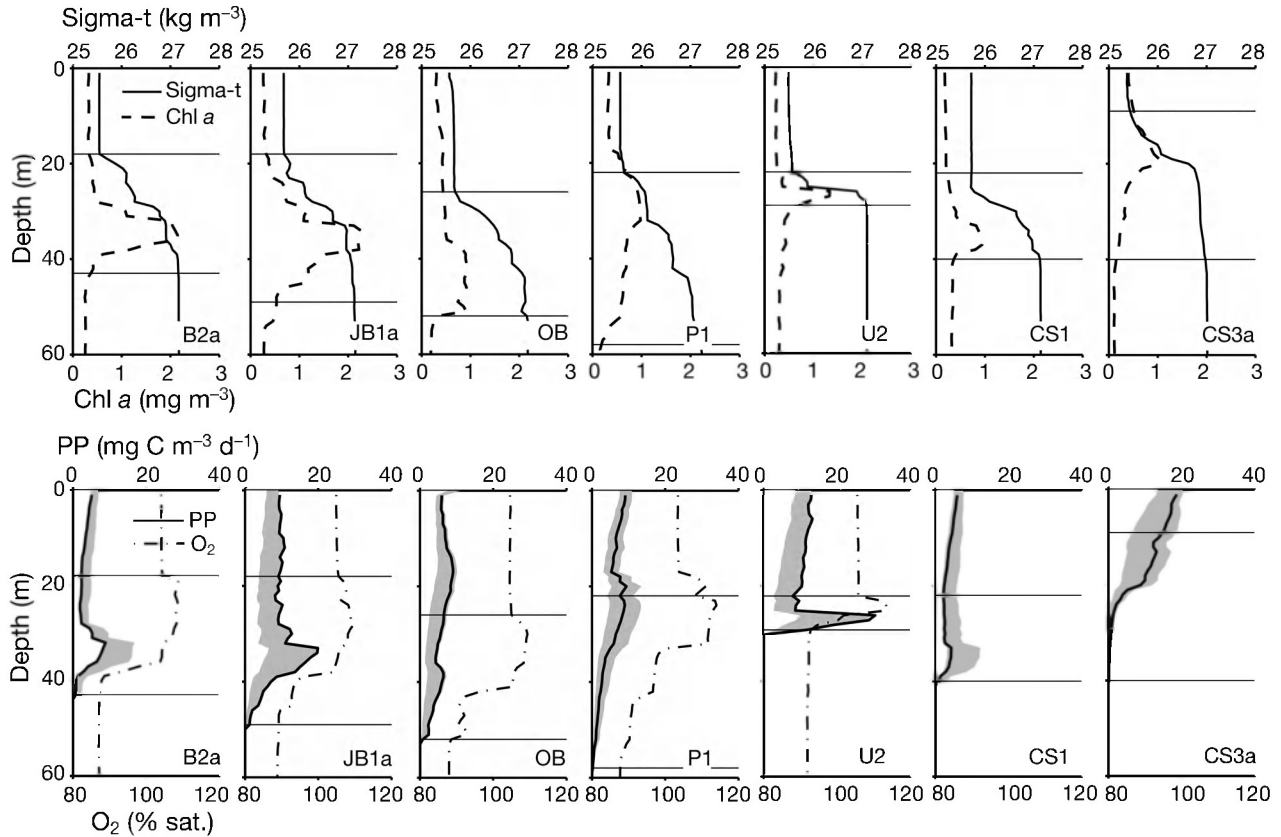 Sigma-t (kg m–3)
25 26 27 28 25 26 27 28 25 26 27 28 25 26 27 28 25 26 27 28 25 26 27 28 25 26 27 28
0
Sigma-t
Chl a
20
Depth (m)
40
B2a JB1a OB P1 U2 CS1 CS3a
60
0 1 2 3 0 1 2 3 0 1 2 3 0 1 2 3 0 1 2 3 0 1 2 3 0 1 2 3
Chl a (mg m–3)
PP (mg C m–3 d–1)
0 20 40 0 20 40 0 20 40 0 20 40 0 20 40 0 20 40 0 20 40
0
PP
O2
20
Depth (m)
40
B2a JB1a OB P1 U2 CS1 CS3a
60
80 100 120 80 100 120 80 100 120 80 100 120 80 100 120 80 100 120 80 100 120
O2 (% sat.)